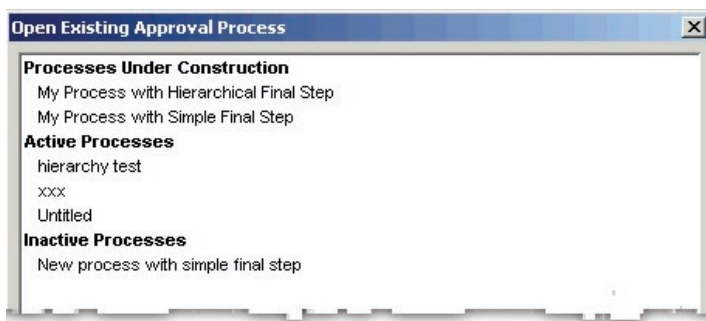 Open Existing Approval Process
Processes Under Construction
My Process with Hierarchical Final Step
My Process with Simple Final Step
Active Processes
hierarchy test
xxx
Untitled
Inactive Processes
New process with simple final step